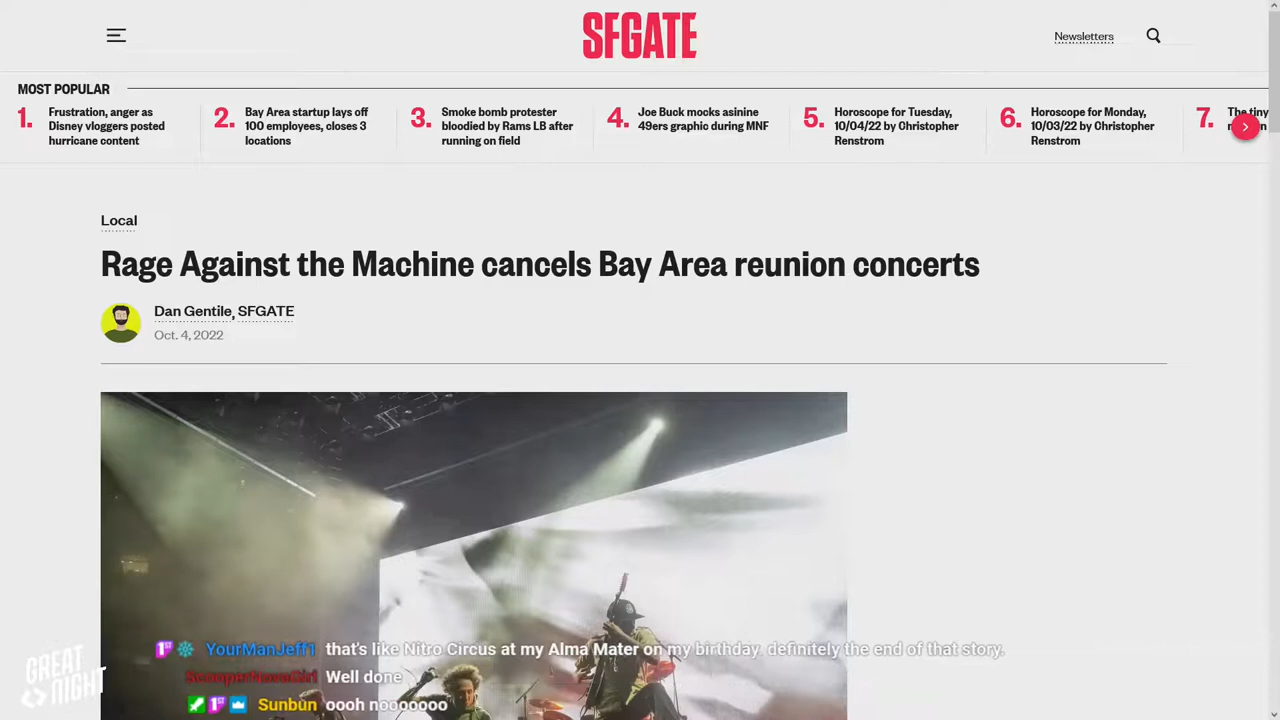 SFGATE
Newsletters
MOST POPULAR
1. Frustration, anger as
Disney vloggers posted
hurricane content
2. Bay Area startup lays off
100 employees, closes 3
locations
3. Smoke bomb protester
bloodied by Rams LB after
running on field
4. Joe Buck mocks asinine
49ers graphic during MNF
5. Horoscope for Tuesday,
10/04/22 by Christopher
Renstrom
6. Horoscope for Monday,
10/03/22 by Christopher
Renstrom
7. The tiny
Local
Rage Against the Machine cancels Bay Area reunion concerts
Dan Gentile, SFGATE
Oct. 4, 2022
YourManJeff1 that's like Nitro Circus at my Alma Mater on my birthday. definitely the end of that story.
ScooperNovaGirl Well done
Sunbun oooh nooooooo
GREAT
NIGHT